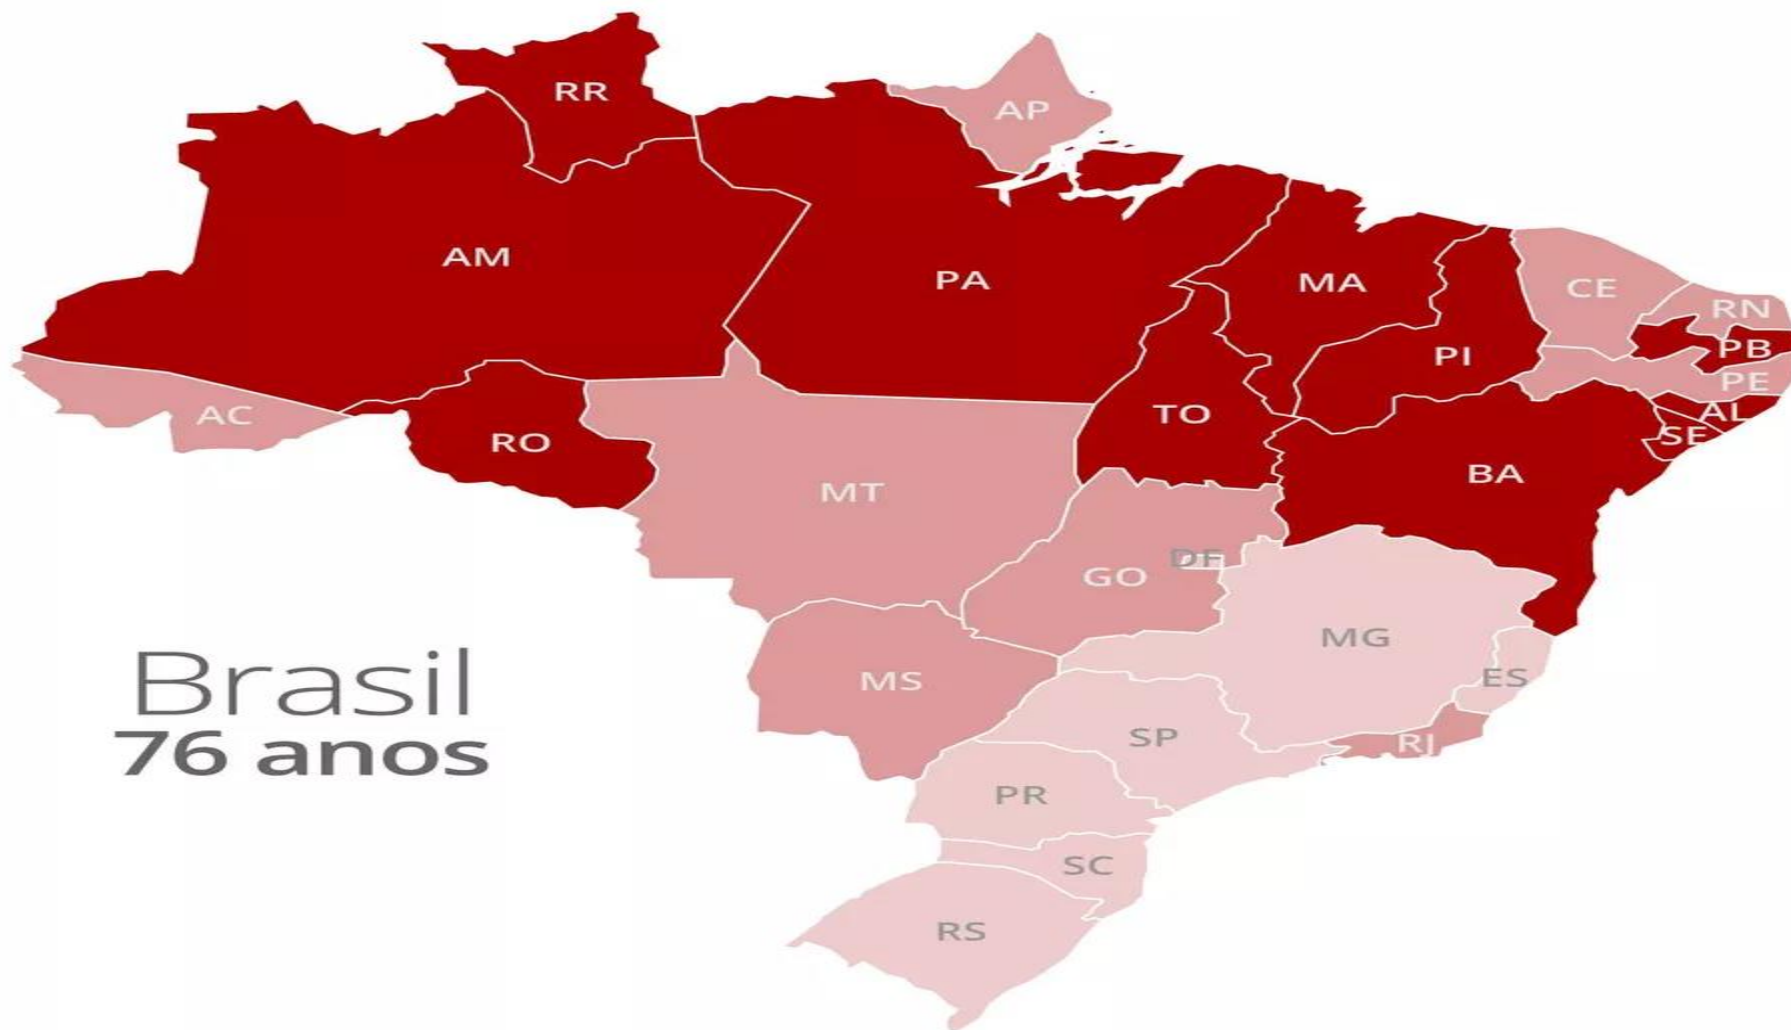 RR
AP
AM
PA
MA
CE
RN
PB
PI
PE
AC
TO
AL
RO
SE
BA
MT
DF
GO
MG
Brasil
76 anos
MS
ES
SP
RJ
PR
SC
RS